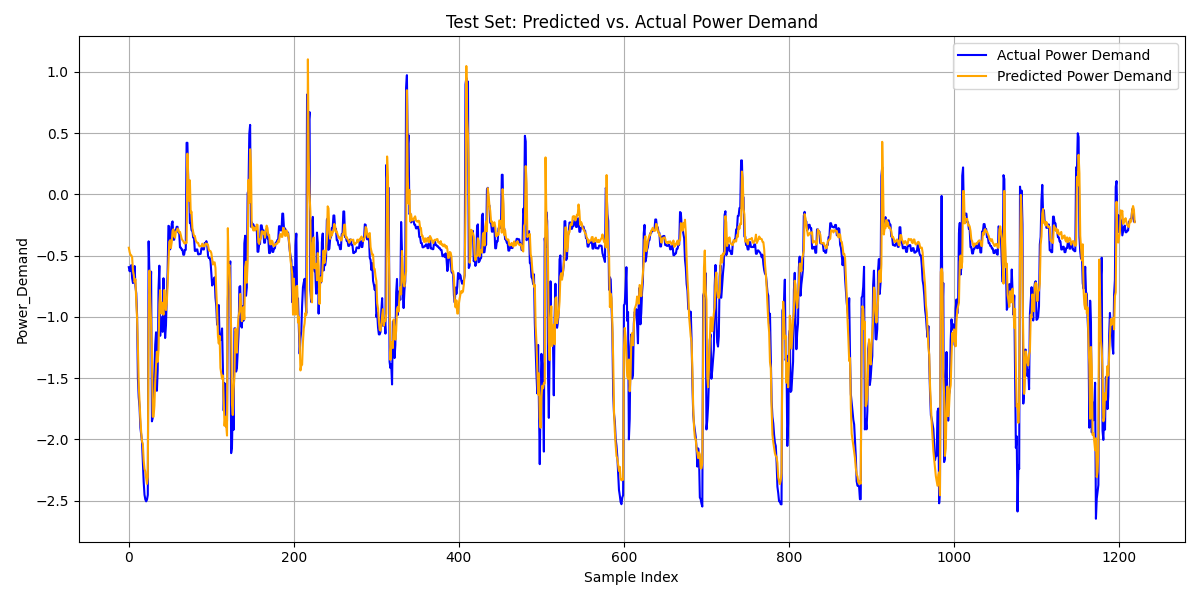 Test Set: Predicted vs. Actual Power Demand
Actual Power Demand
Predicted Power Demand
Power_Demand
1.0
0.5
0.0
−0.5
−1.0
−1.5
−2.0
−2.5
0 200 400 600 800 1000 1200
Sample Index